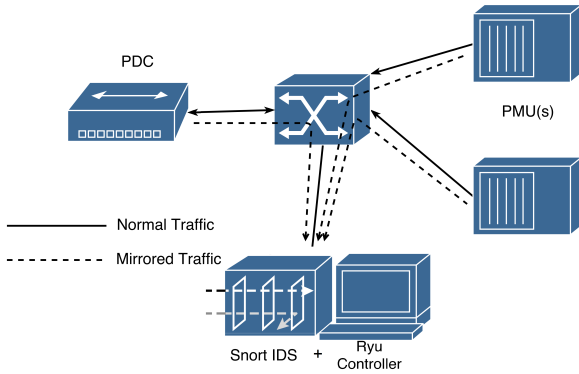 PDC
PMU(s)
Normal Traffic
Mirrored Traffic
Snort IDS + Ryu
Controller